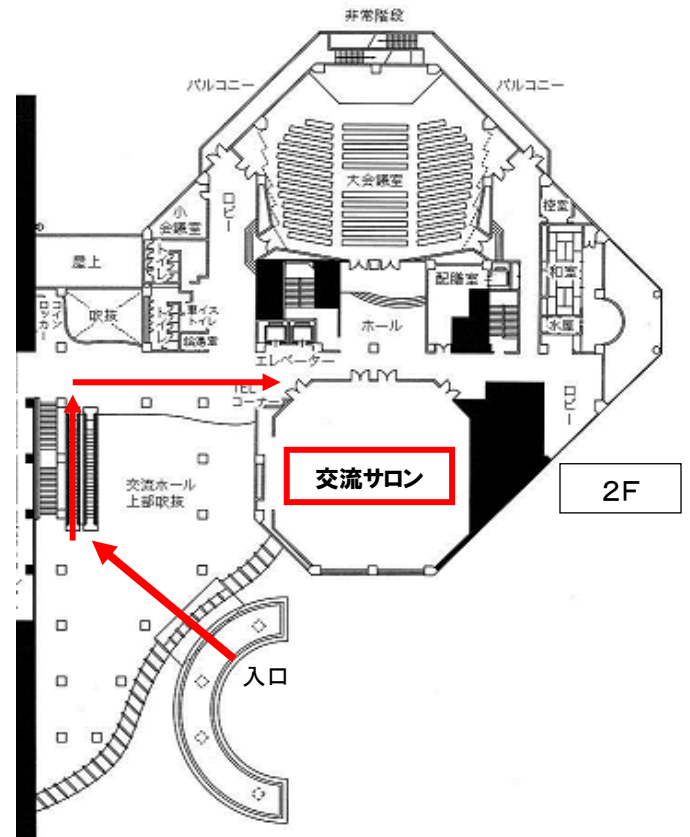 非常階段
バルコニー
バルコニー
大会議室
ロビー
小
会議室
控室
トイレ
屋上
和室
配膳室
コイン
ロッカー
吹抜
トイレ
車イス
トイレ
給湯室
ホール
水屋
エレベーター
TEL
コーナー
ロビー
交流サロン
交流ホール
上部吹抜
2F
入口